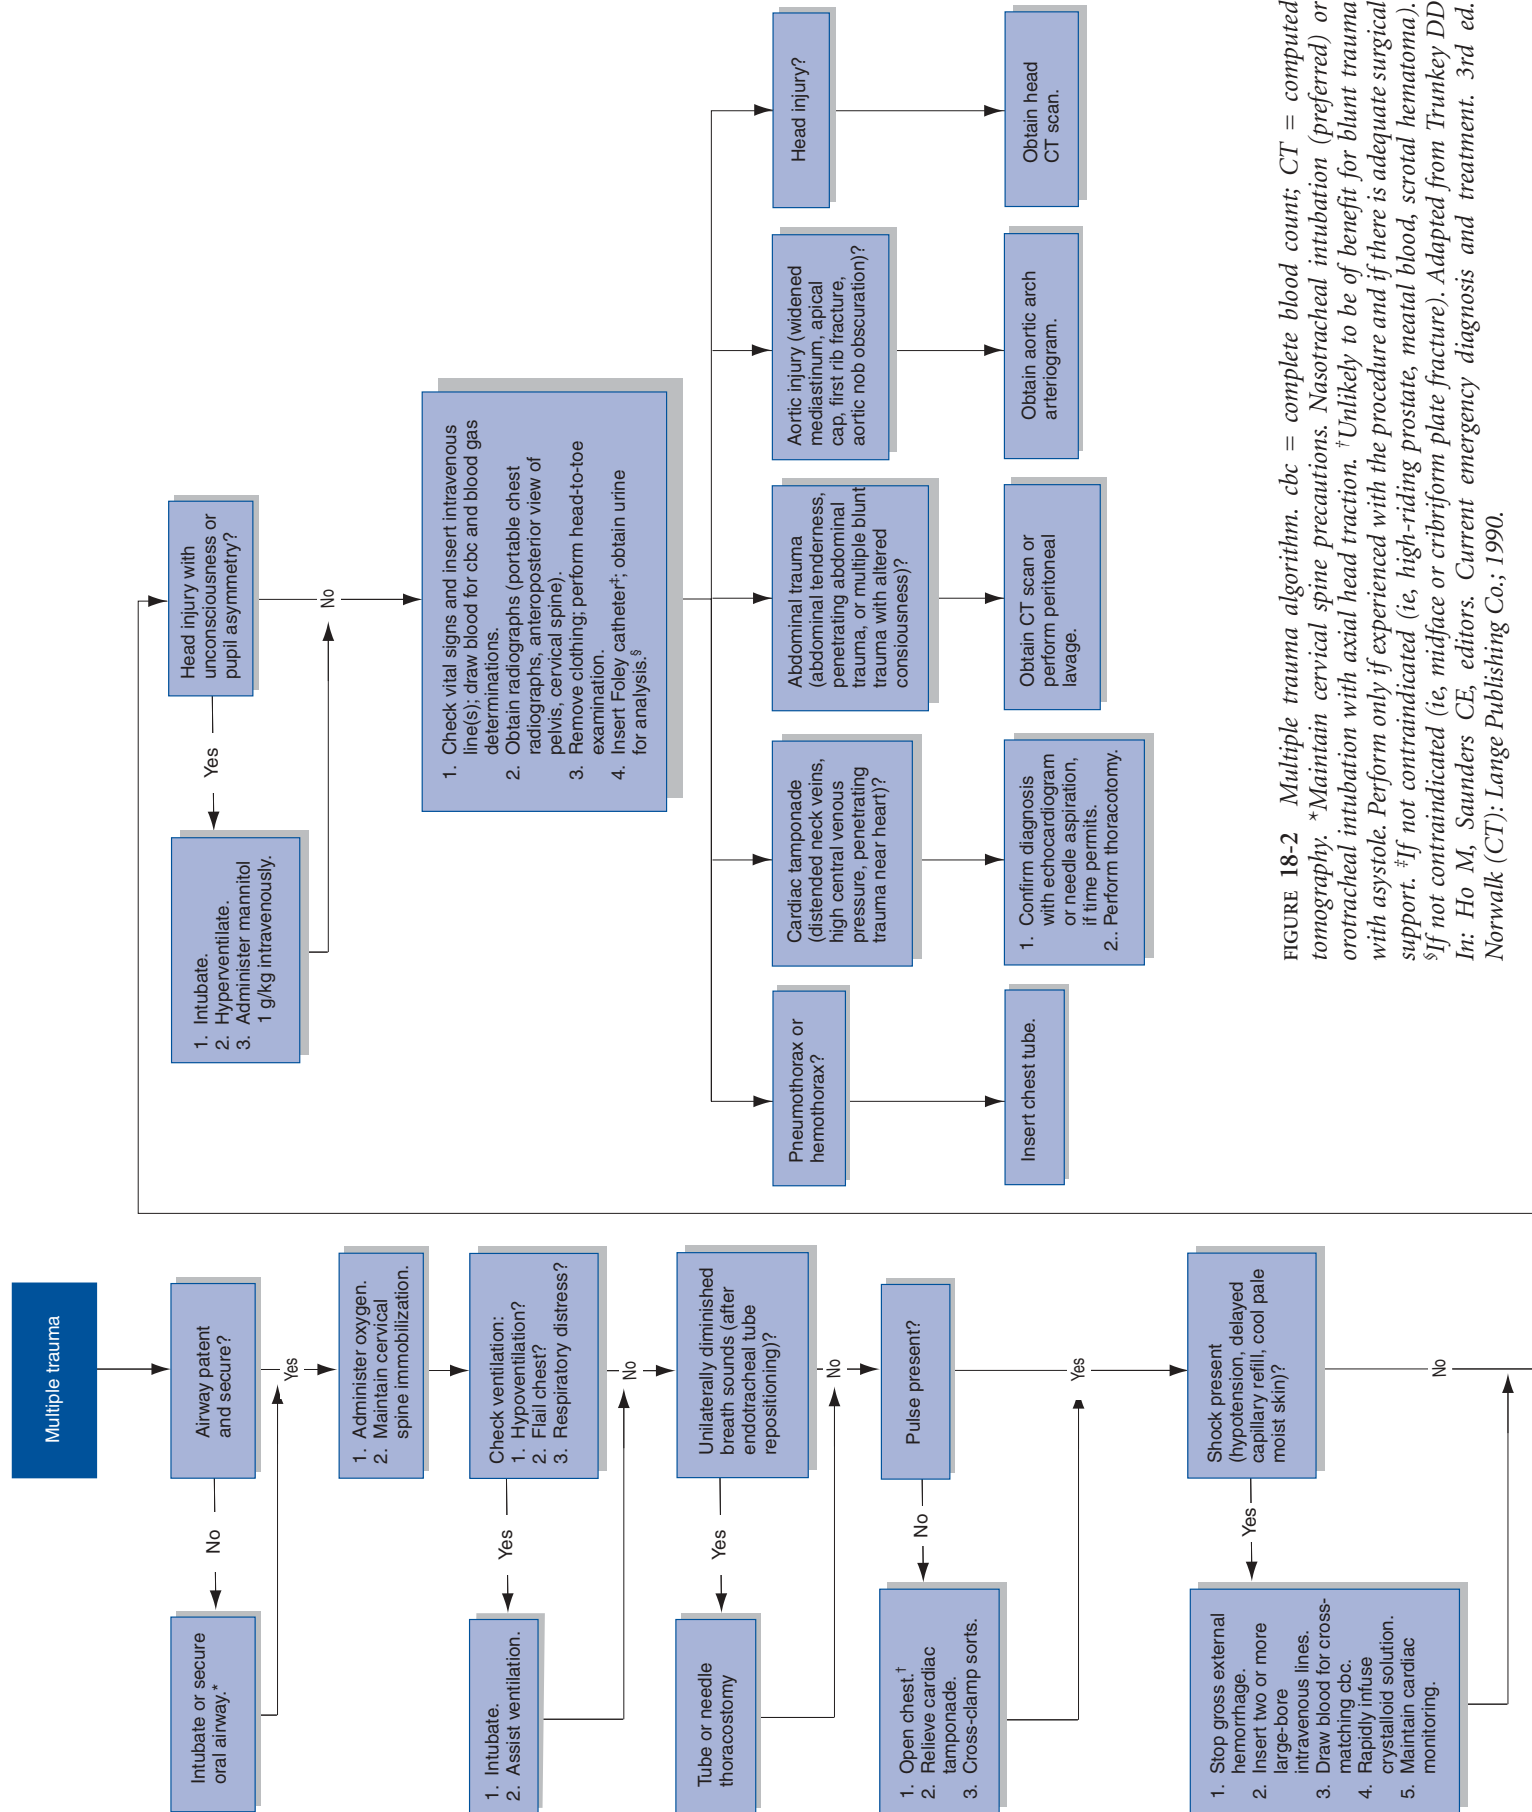 Multiple trauma
Airway patent
and secure?
No
Yes
Intubate or secure
oral airway.*
1. Administer oxygen.
2. Maintain cervical
spine immobilization.
Check ventilation:
1. Hypoventilation?
2. Flail chest?
3. Respiratory distress?
Yes
No
1. Intubate.
2. Assist ventilation.
Unilaterally diminished
breath sounds (after
endotracheal tube
repositioning)?
Yes
No
Tube or needle
thoracostomy
Pulse present?
No
Yes
1. Open chest.†
2. Relieve cardiac
tamponade.
3. Cross-clamp sorts.
Shock present
(hypotension, delayed
capillary refill, cool pale
moist skin)?
Yes
No
1. Stop gross external
hemorrhage.
2. Insert two or more
large-bore
intravenous lines.
3. Draw blood for cross-
matching cbc.
4. Rapidly infuse
crystalloid solution.
5. Maintain cardiac
monitoring.
Head injury with
unconsciousness or
pupil asymmetry?
Yes
No
1. Intubate.
2. Hyperventilate.
3. Administer mannitol
1 g/kg intravenously.
1. Check vital signs and insert intravenous
line(s); draw blood for cbc and blood gas
determinations.
2. Obtain radiographs (portable chest
radiographs, anteroposterior view of
pelvis, cervical spine).
3. Remove clothing; perform head-to-toe
examination.
4. Insert Foley catheter‡; obtain urine
for analysis.§
Pneumothorax or
hemothorax?
Insert chest tube.
Cardiac tamponade
(distended neck veins,
high central venous
pressure, penetrating
trauma near heart)?
1. Confirm diagnosis
with echocardiogram
or needle aspiration,
if time permits.
2.. Perform thoracotomy.
Abdominal trauma
(abdominal tenderness,
penetrating abdominal
trauma, or multiple blunt
trauma with altered
consiousness)?
Obtain CT scan or
perform peritoneal
lavage.
Aortic injury (widened
mediastinum, apical
cap, first rib fracture,
aortic nob obscuration)?
Obtain aortic arch
arteriogram.
Head injury?
Obtain head
CT scan.
FIGURE 18-2 Multiple trauma algorithm. cbc = complete blood count; CT = computed
tomography. *Maintain cervical spine precautions. Nasotracheal intubation (preferred) or
orotracheal intubation with axial head traction. †Unlikely to be of benefit for blunt trauma
with asystole. Perform only if experienced with the procedure and if there is adequate surgical
support. ‡If not contraindicated (ie, high-riding prostate, meatal blood, scrotal hematoma).
§If not contraindicated (ie, midface or cribriform plate fracture). Adapted from Trunkey DD
In: Ho M, Saunders CE, editors. Current emergency diagnosis and treatment. 3rd ed.
Norwalk (CT): Lange Publishing Co.; 1990.